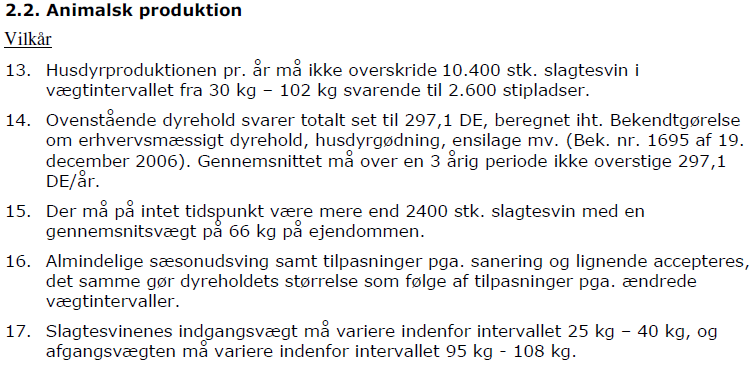 2.2. Animalsk produktion
Vilkår
13. Husdyrproduktionen pr. år må ikke overskride 10.400 stk. slagtesvin i
vægtintervallet fra 30 kg – 102 kg svarende til 2.600 stipladser.
14. Ovenstående dyrehold svarer totalt set til 297,1 DE, beregnet iht. Bekendtgørelse
om erhvervsmæssigt dyrehold, husdyrgødning, ensilage mv. (Bek. nr. 1695 af 19.
december 2006). Gennemsnittet må over en 3 årig periode ikke overstige 297,1
DE/år.
15. Der må på intet tidspunkt være mere end 2400 stk. slagtesvin med en
gennemsnitsvægt på 66 kg på ejendommen.
16. Almindelige sæsonudsving samt tilpasninger pga. sanering og lignende accepteres,
det samme gør dyreholdets størrelse som følge af tilpasninger pga. ændrede
vægtintervaller.
17. Slagtesvinenes indgangsvægt må variere indenfor intervallet 25 kg – 40 kg, og
afgangsvægten må variere indenfor intervallet 95 kg - 108 kg.